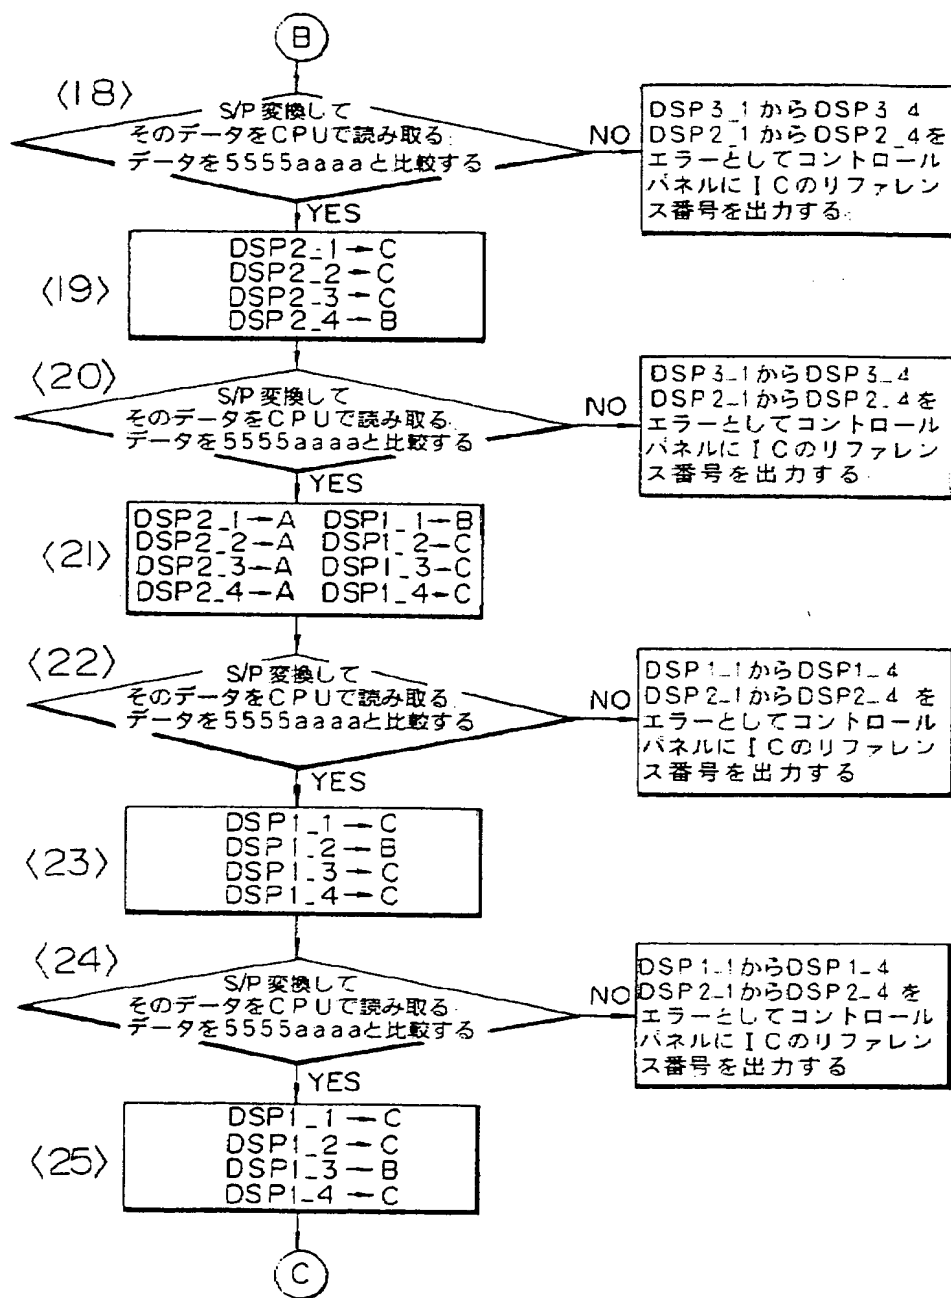 B
〈18〉
S/P変換して
そのデータをCPUで読み取る
データを5555aaaaと比較する
NO
DSP3_1からDSP3_4
DSP2_1からDSP2_4を
エラーとしてコントロール
パネルにICのリファレン
ス番号を出力する
YES
〈19〉
DSP2_1→C
DSP2_2→C
DSP2_3→C
DSP2_4→B
〈20〉
S/P変換して
そのデータをCPUで読み取る
データを5555aaaaと比較する
NO
DSP3_1からDSP3_4
DSP2_1からDSP2_4を
エラーとしてコントロール
パネルにICのリファレン
ス番号を出力する
YES
〈21〉
DSP2_1→A DSP1_1→B
DSP2_2→A DSP1_2→C
DSP2_3→A DSP1_3→C
DSP2_4→A DSP1_4→C
〈22〉
S/P変換して
そのデータをCPUで読み取る
データを5555aaaaと比較する
NO
DSP1_1からDSP1_4
DSP2_1からDSP2_4を
エラーとしてコントロール
パネルにICのリファレン
ス番号を出力する
YES
〈23〉
DSP1_1→C
DSP1_2→B
DSP1_3→C
DSP1_4→C
〈24〉
S/P変換して
そのデータをCPUで読み取る
データを5555aaaaと比較する
NO
DSP1_1からDSP1_4
DSP2_1からDSP2_4を
エラーとしてコントロール
パネルにICのリファレン
ス番号を出力する
YES
〈25〉
DSP1_1→C
DSP1_2→C
DSP1_3→B
DSP1_4→C
C